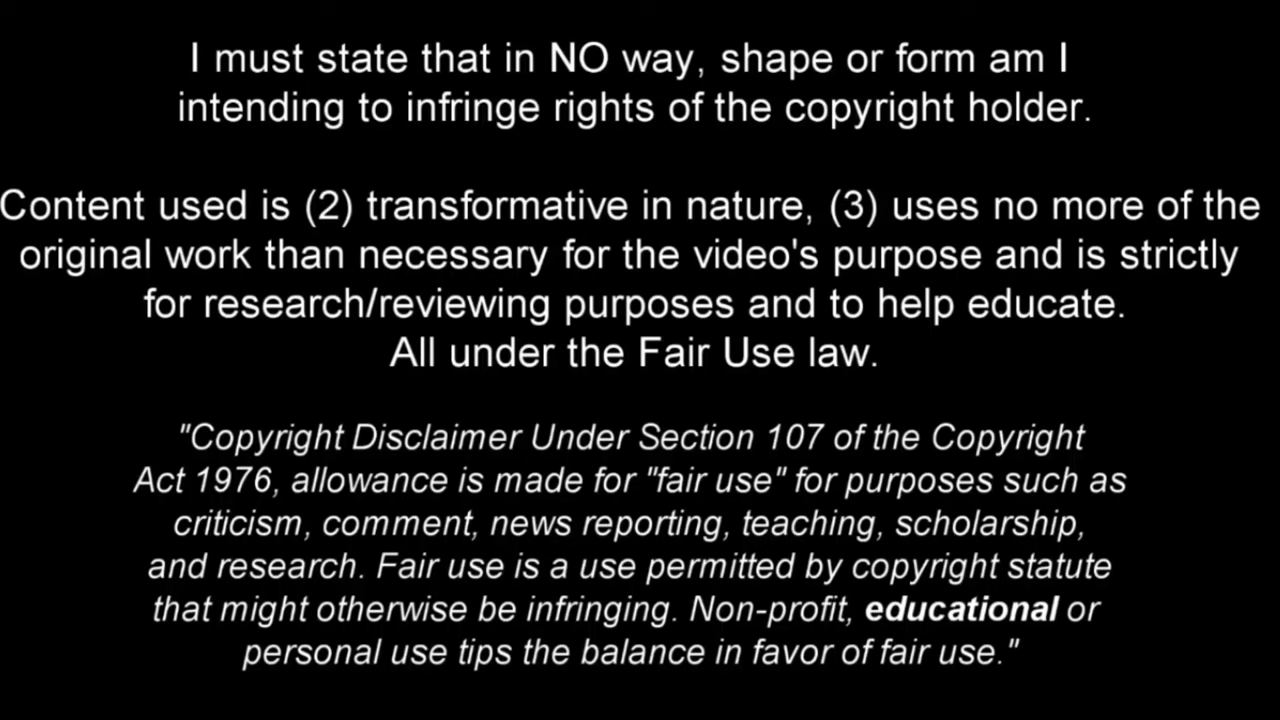 I must state that in NO way, shape or form am I
intending to infringe rights of the copyright holder.
Content used is (2) transformative in nature, (3) uses no more of the
original work than necessary for the video's purpose and is strictly
for research/reviewing purposes and to help educate.
All under the Fair Use law.
"Copyright Disclaimer Under Section 107 of the Copyright
Act 1976, allowance is made for "fair use" for purposes such as
criticism, comment, news reporting, teaching, scholarship,
and research. Fair use is a use permitted by copyright statute
that might otherwise be infringing. Non-profit, educational or
personal use tips the balance in favor of fair use."